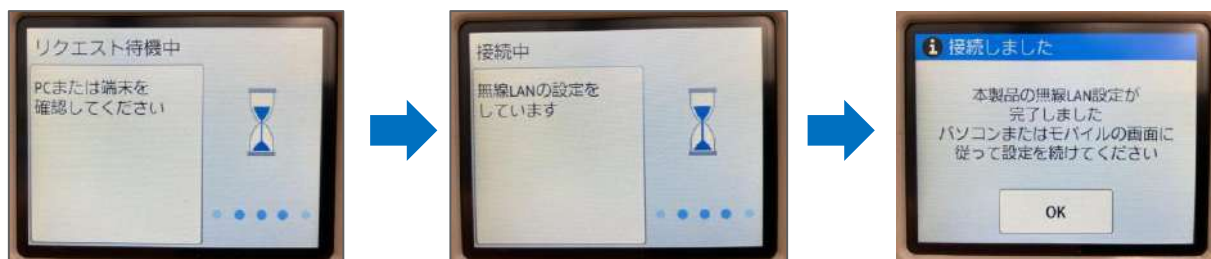 リクエスト待機中
PCまたは端末を
確認してください
接続中
無線LANの設定を
しています
接続しました
本製品の無線LAN設定が
完了しました
パソコンまたはモバイルの画面に
従って設定を続けてください
OK